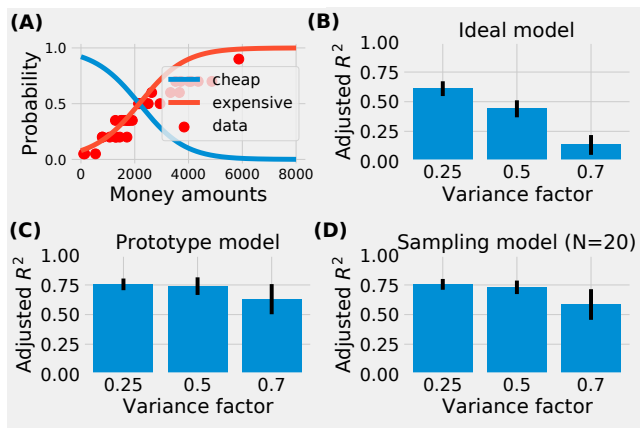 (A)
Probability
1.0
0.5
0.0
cheap
expensive
data
0
2000
4000
6000
8000
Money amounts
(B)
Ideal model
Adjusted R²
1.00
0.75
0.50
0.25
0.00
0.25
0.5
0.7
Variance factor
(C)
Prototype model
Adjusted R²
1.00
0.75
0.50
0.25
0.00
0.25
0.5
0.7
Variance factor
(D)
Sampling model (N=20)
Adjusted R²
1.00
0.75
0.50
0.25
0.00
0.25
0.5
0.7
Variance factor